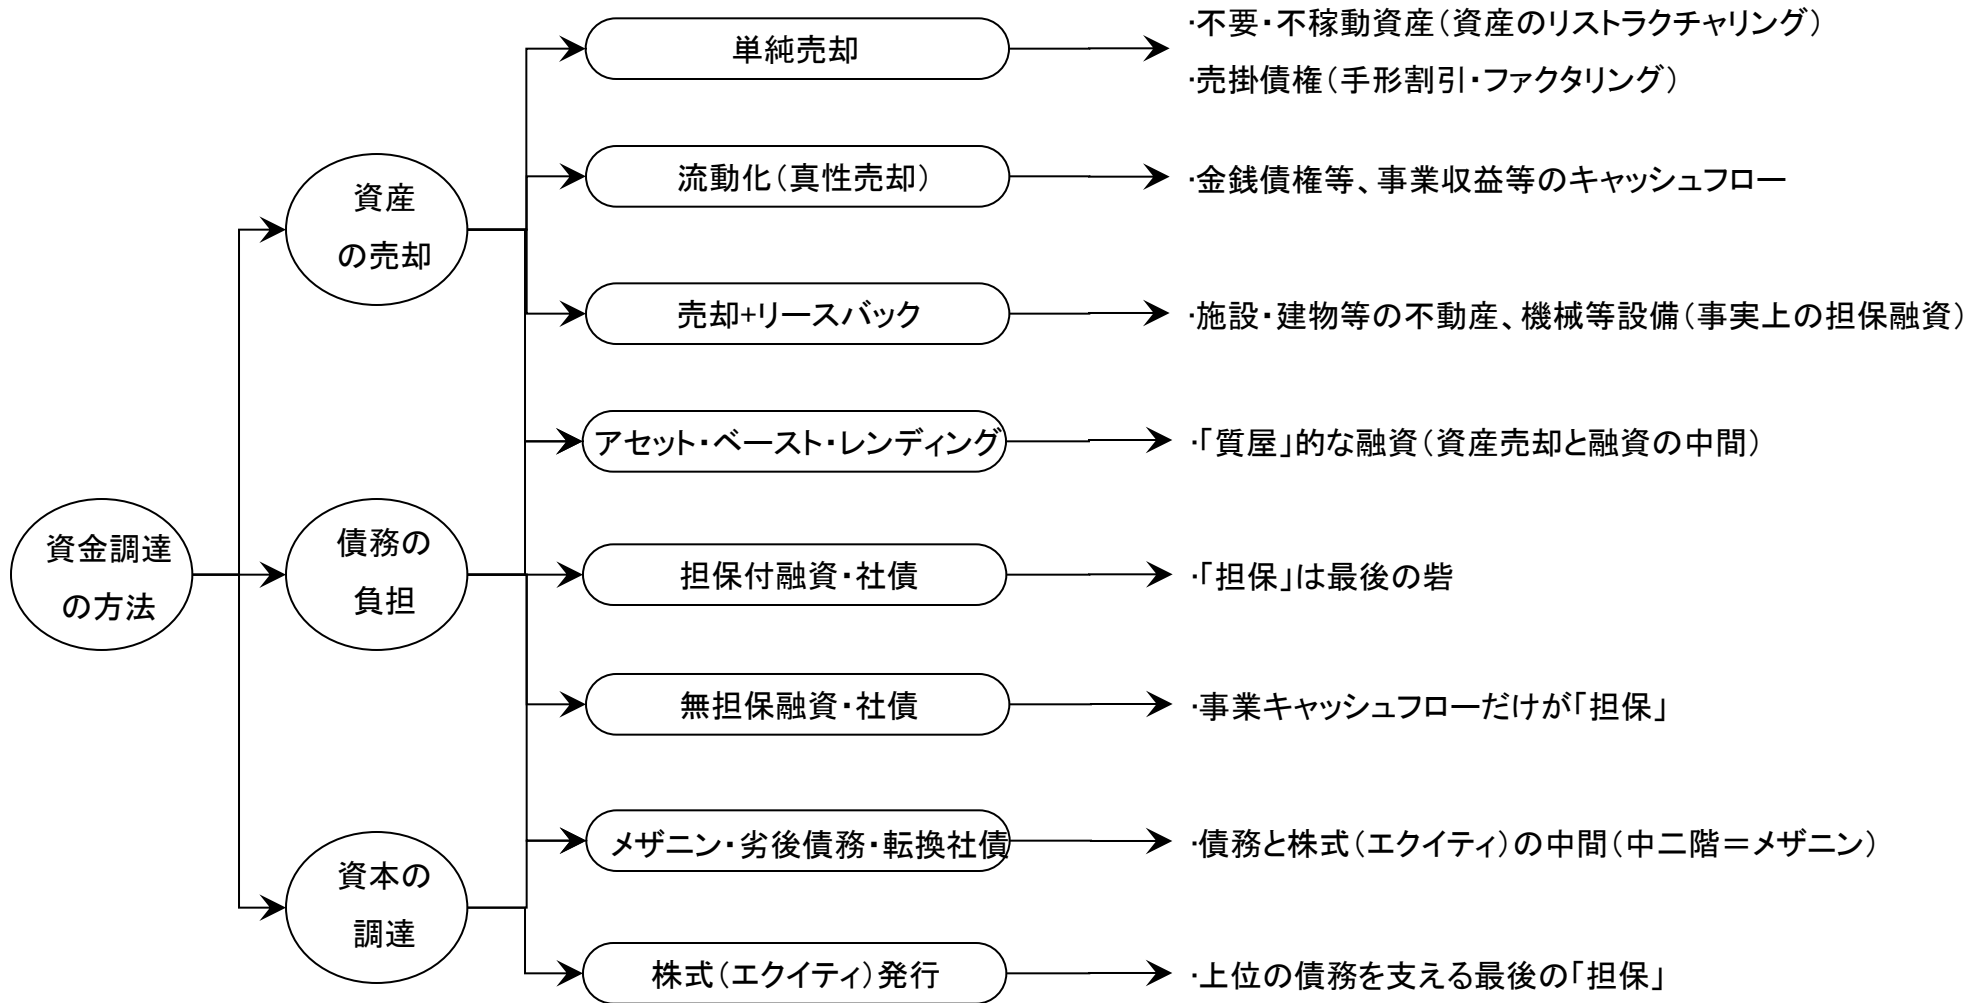 単純売却
･不要・不稼動資産（資産のリストラクチャリング）
･売掛債権（手形割引・ファクタリング）
流動化（真性売却）
･金銭債権等、事業収益等のキャッシュフロー
資産
の売却
売却+リースバック
･施設・建物等の不動産、機械等設備（事実上の担保融資）
アセット・ベースト・レンディング
･「質屋」的な融資（資産売却と融資の中間）
資金調達
の方法
債務の
負担
担保付融資・社債
･「担保」は最後の砦
無担保融資・社債
･事業キャッシュフローだけが「担保」
メザニン・劣後債務・転換社債
･債務と株式（エクイティ）の中間（中二階＝メザニン）
資本の
調達
株式（エクイティ）発行
･上位の債務を支える最後の「担保」